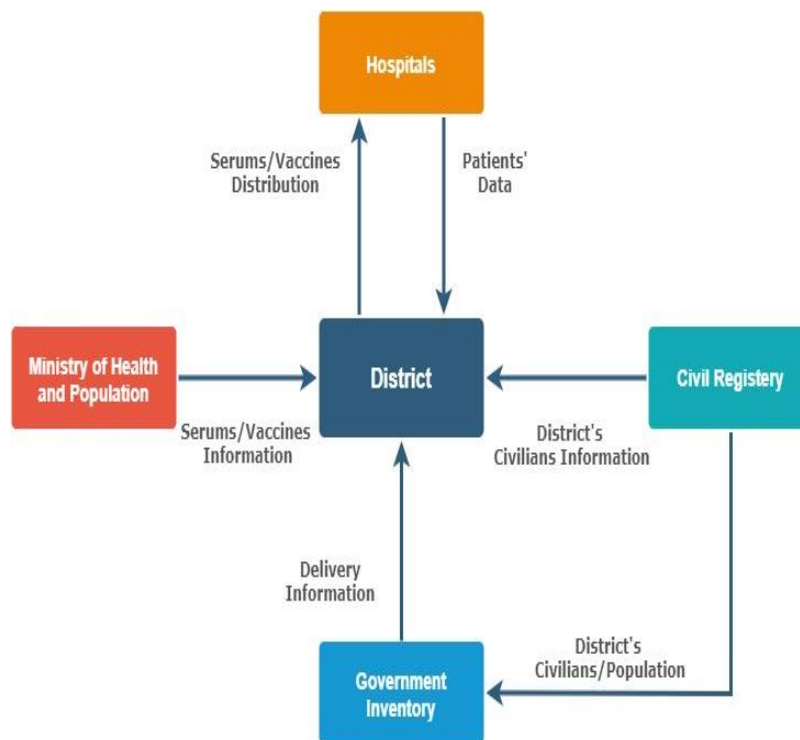 Hospitals
Serums/Vaccines
Distribution
Patients'
Data
Ministry of Health
and Population
District
Civil Registery
Serums/Vaccines
Information
District's
Civilians Information
Delivery
Information
District's
Civilians/Population
Government
Inventory